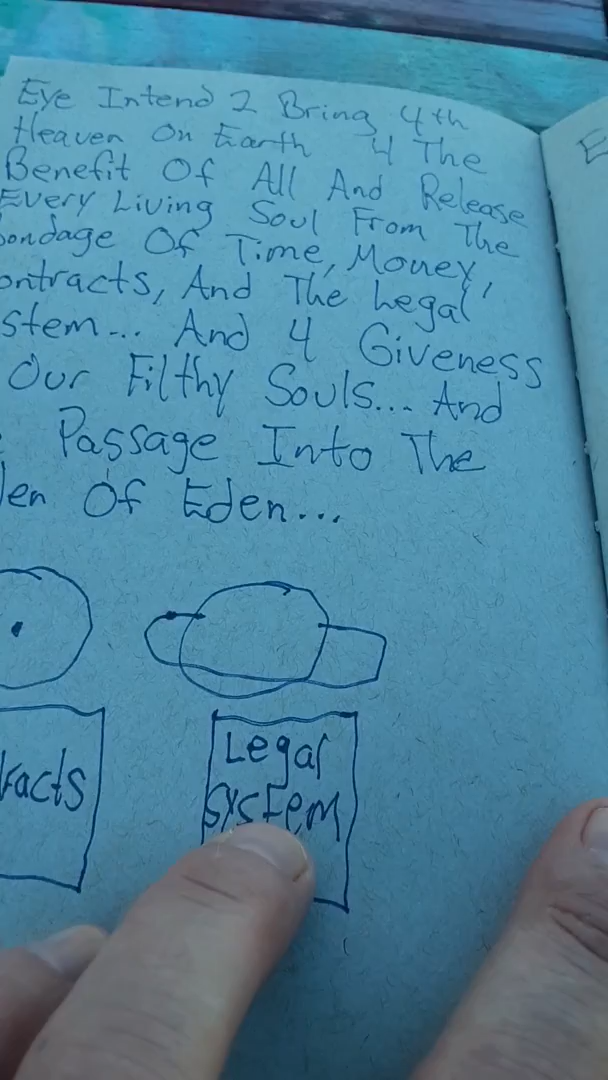 Eye Intend 2 Bring 4th
Heaven On Earth 4 The
Benefit Of All And Release
Every Living Soul From The
Bondage Of Time, Money,
ontracts, And The Legal
stem... And 4 Giveness
Our Filthy Souls... And
Passage Into The
den Of Eden...
racts
Legal
System